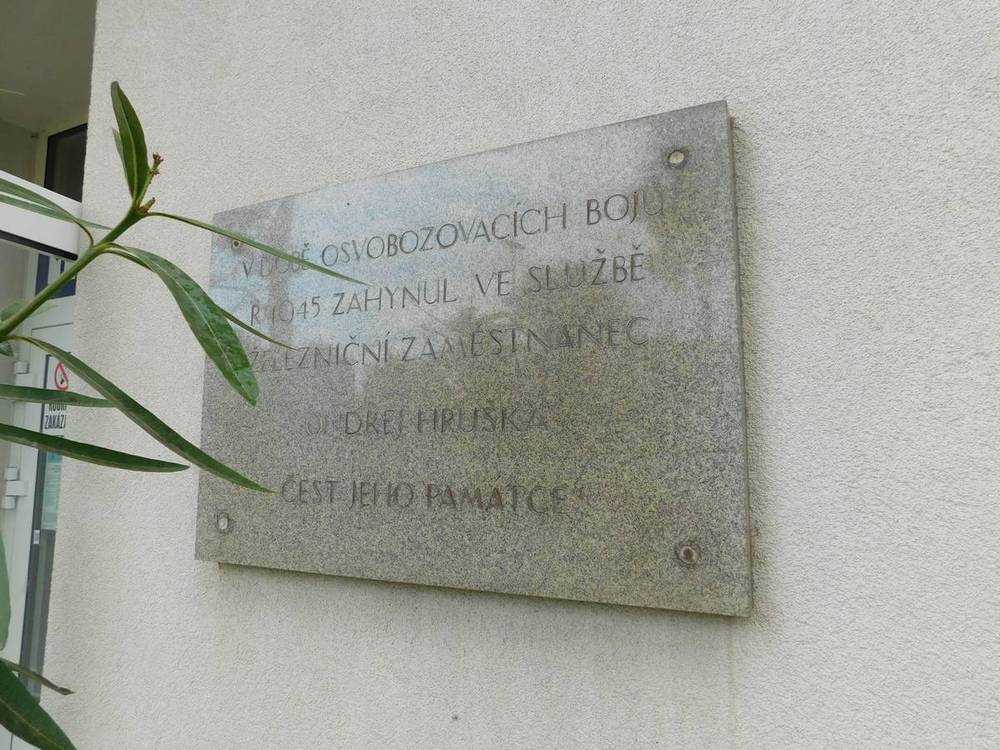 V DOBĚ OSVOBOZOVACÍCH BOJŮ
R. 1945 ZAHYNUL VE SLUŽBĚ
ŽELEZNIČNÍ ZAMĚSTNANEC
HRUŠKA
ČEST JEHO PAMÁTCE